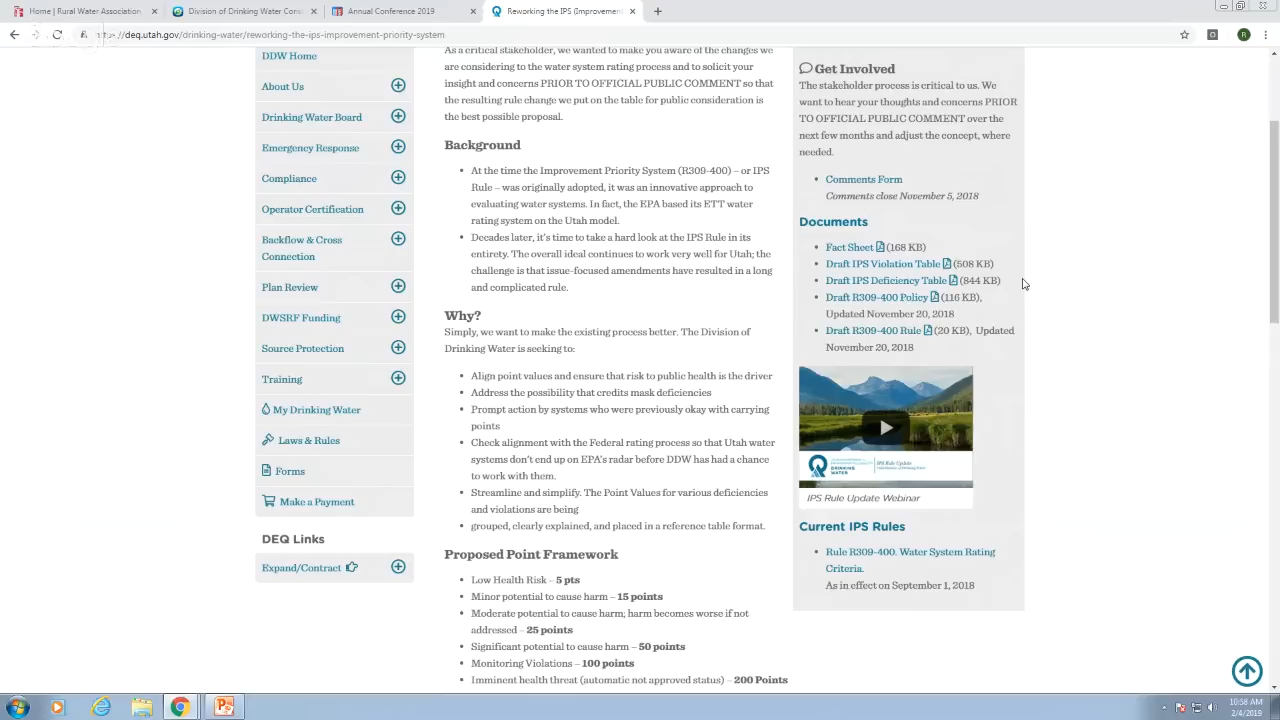 Home | Rural Water Association
Division of Drinking Water Cons
Annual Conference 2019
Reworking the IPS Improvement
https://deq.utah.gov/drinking-water/reworking-the-ips-improvement-priority-system
DDW Home
About Us
Drinking Water Board
Emergency Response
Compliance
Operator Certification
Backflow & Cross
Connection
Plan Review
DWSRF Funding
Source Protection
Training
My Drinking Water
Laws & Rules
Forms
Make a Payment
DEQ Links
Expand/Contract
As a critical stakeholder, we wanted to make you aware of the changes we
are considering to the water system rating process and to solicit your
insight and concerns PRIOR TO OFFICIAL PUBLIC COMMENT so that
the resulting rule change we put on the table for public consideration is
the best possible proposal.
Background
• At the time the Improvement Priority System (R309-400) – or IPS
Rule – was originally adopted, it was an innovative approach to
evaluating water systems. In fact, the EPA based its ETT water
rating system on the Utah model.
• Decades later, it's time to take a hard look at the IPS Rule in its
entirety. The overall ideal continues to work very well for Utah; the
challenge is that issue-focused amendments have resulted in a long
and complicated rule.
Why?
Simply, we want to make the existing process better. The Division of
Drinking Water is seeking to:
• Align point values and ensure that risk to public health is the driver
• Address the possibility that credits mask deficiencies
• Prompt action by systems who were previously okay with carrying
points
• Check alignment with the Federal rating process so that Utah water
systems don't end up on EPA's radar before DDW has had a chance
to work with them.
• Streamline and simplify. The Point Values for various deficiencies
and violations are being
• grouped, clearly explained, and placed in a reference table format.
Proposed Point Framework
• Low Health Risk – 5 pts
• Minor potential to cause harm – 15 points
• Moderate potential to cause harm; harm becomes worse if not
addressed – 25 points
• Significant potential to cause harm – 50 points
• Monitoring Violations – 100 points
• Imminent health threat (automatic not approved status) – 200 Points
Get Involved
The stakeholder process is critical to us. We
want to hear your thoughts and concerns PRIOR
TO OFFICIAL PUBLIC COMMENT over the
next few months and adjust the concept, where
needed.
• Comments Form
Comments close November 5, 2018
Documents
• Fact Sheet (168 KB)
• Draft IPS Violation Table (508 KB)
• Draft IPS Deficiency Table (844 KB)
• Draft R309-400 Policy (116 KB),
Updated November 20, 2018
• Draft R309-400 Rule (20 KB), Updated
November 20, 2018
DRINKING
WATER
IPS Rule Update
IPS Rule Update Webinar
Current IPS Rules
• Rule R309-400. Water System Rating
Criteria.
As in effect on September 1, 2018
10:58 AM
2/4/2019